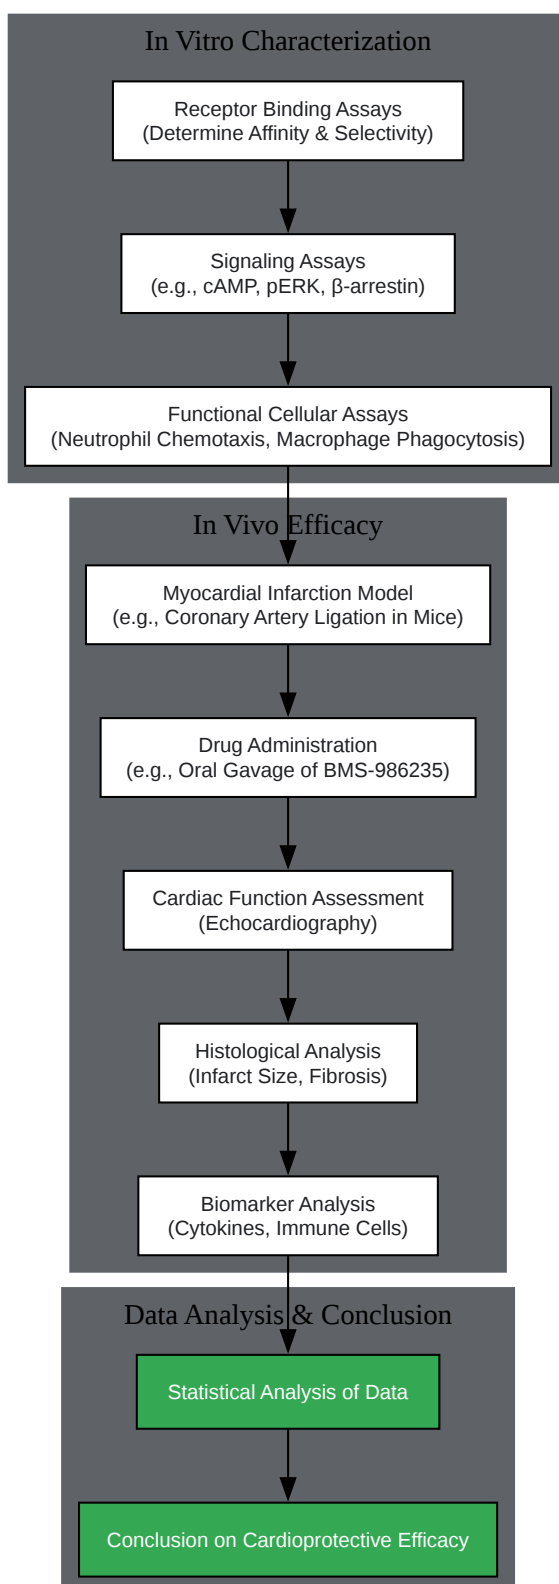 In Vitro Characterization
Receptor Binding Assays
(Determine Affinity & Selectivity)
Signaling Assays
(e.g., cAMP, pERK, β-arrestin)
Functional Cellular Assays
(Neutrophil Chemotaxis, Macrophage Phagocytosis)
In Vivo Efficacy
Myocardial Infarction Model
(e.g., Coronary Artery Ligation in Mice)
Drug Administration
(e.g., Oral Gavage of BMS-986235)
Cardiac Function Assessment
(Echocardiography)
Histological Analysis
(Infarct Size, Fibrosis)
Biomarker Analysis
(Cytokines, Immune Cells)
Data Analysis & Conclusion
Statistical Analysis of Data
Conclusion on Cardioprotective Efficacy